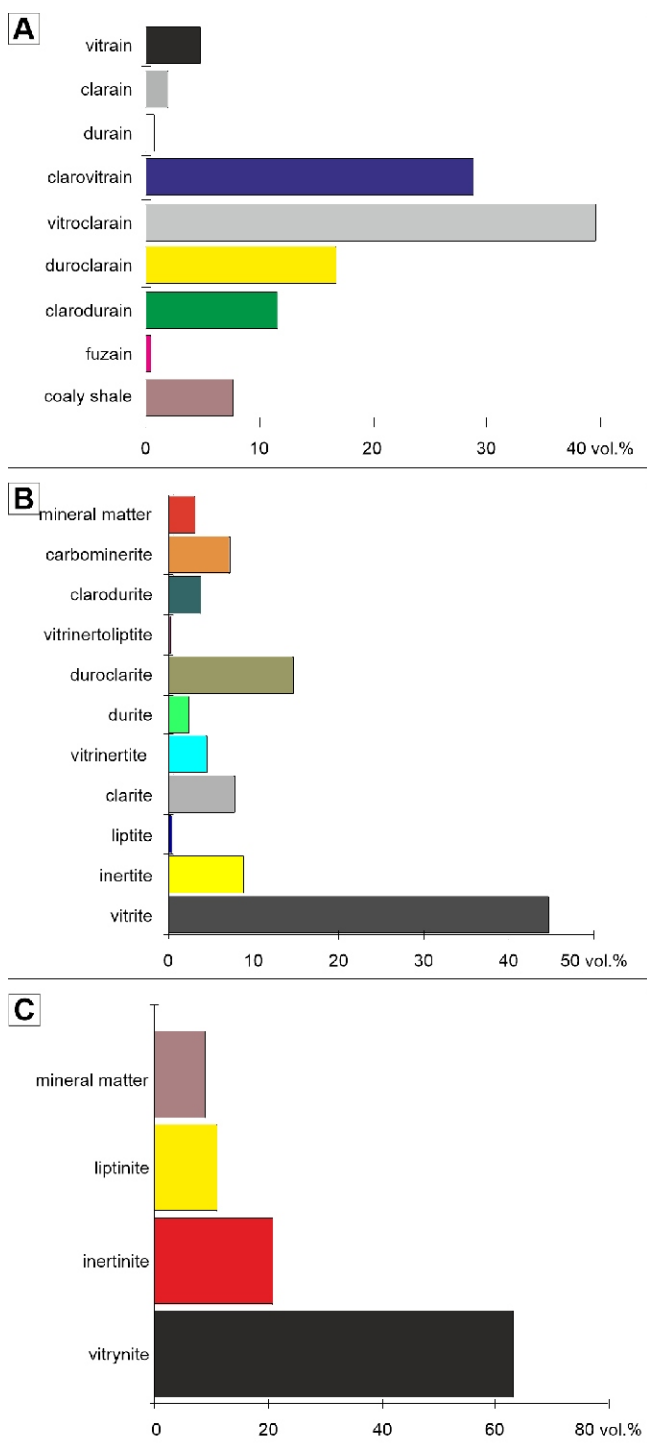 A
vitrain
clarain
durain
clarovitrain
vitroclarain
duroclarain
clarodurain
fuzain
coaly shale
0 10 20 30 40 vol.%
B
mineral matter
carbominerite
clarodurite
vitrinertoliptite
duroclarite
durite
vitrinertite
clarite
liptite
inertite
vitrite
0 10 20 30 40 50 vol.%
C
mineral matter
liptinite
inertinite
vitrynite
0 20 40 60 80 vol.%